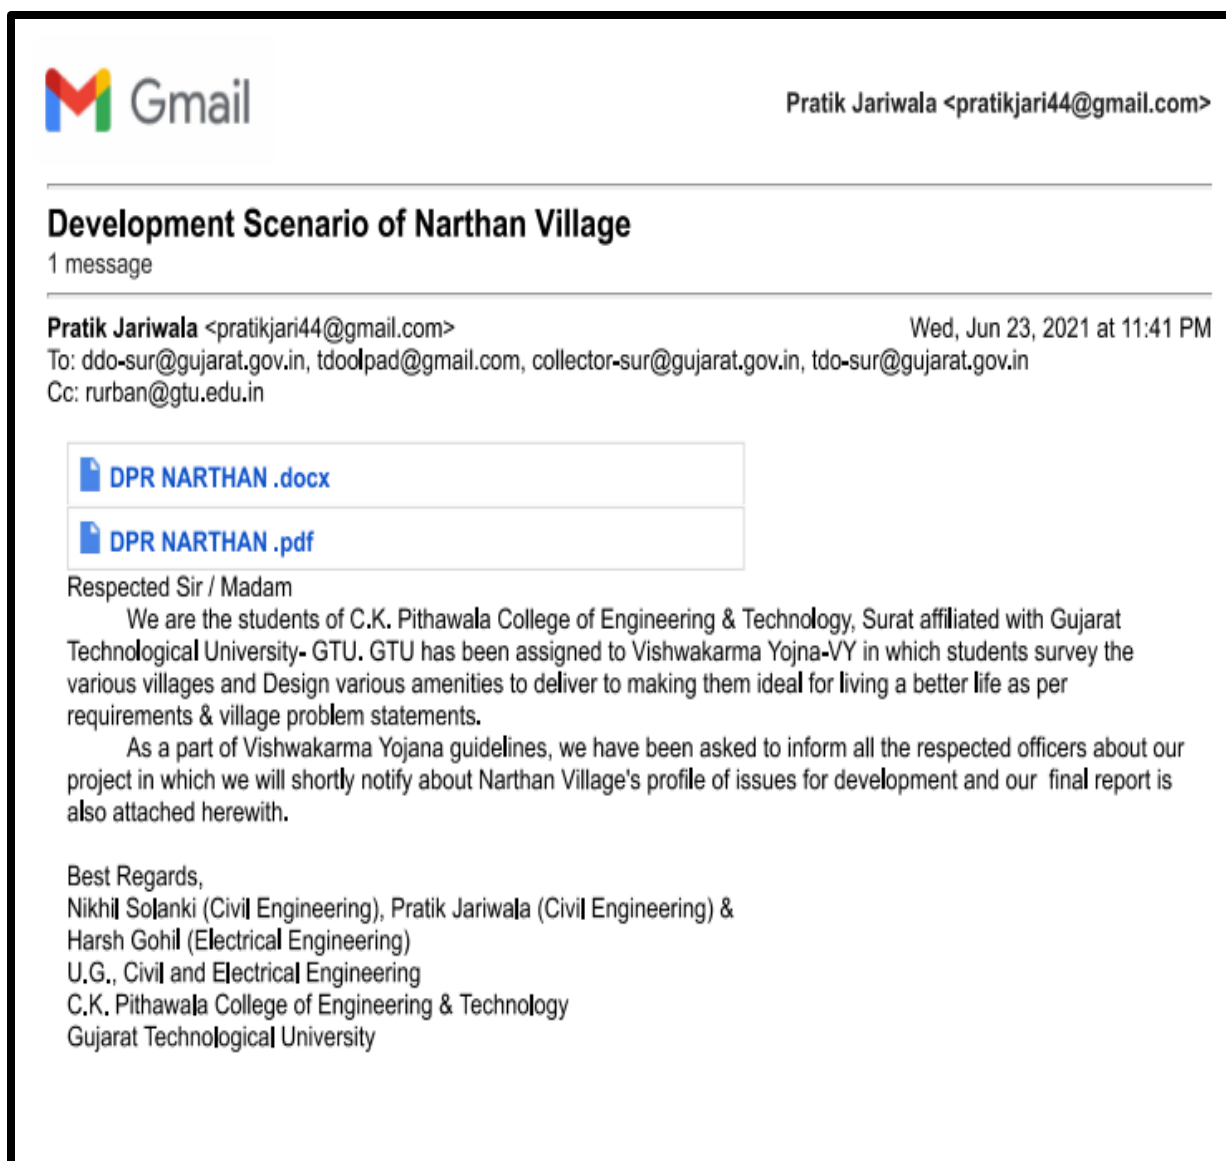 Gmail
Pratik Jariwala <pratikjari44@gmail.com>
Development Scenario of Narthan Village
1 message
Pratik Jariwala <pratikjari44@gmail.com> Wed, Jun 23, 2021 at 11:41 PM
To: ddo-sur@gujarat.gov.in, tdoolpad@gmail.com, collector-sur@gujarat.gov.in, tdo-sur@gujarat.gov.in
Cc: rurban@gtu.edu.in
DPR NARTHAN .docx
DPR NARTHAN .pdf
Respected Sir / Madam
We are the students of C.K. Pithawala College of Engineering & Technology, Surat affiliated with Gujarat
Technological University- GTU. GTU has been assigned to Vishwakarma Yojna-VY in which students survey the
various villages and Design various amenities to deliver to making them ideal for living a better life as per
requirements & village problem statements.
As a part of Vishwakarma Yojana guidelines, we have been asked to inform all the respected officers about our
project in which we will shortly notify about Narthan Village's profile of issues for development and our final report is
also attached herewith.
Best Regards,
Nikhil Solanki (Civil Engineering), Pratik Jariwala (Civil Engineering) &
Harsh Gohil (Electrical Engineering)
U.G., Civil and Electrical Engineering
C.K. Pithawala College of Engineering & Technology
Gujarat Technological University